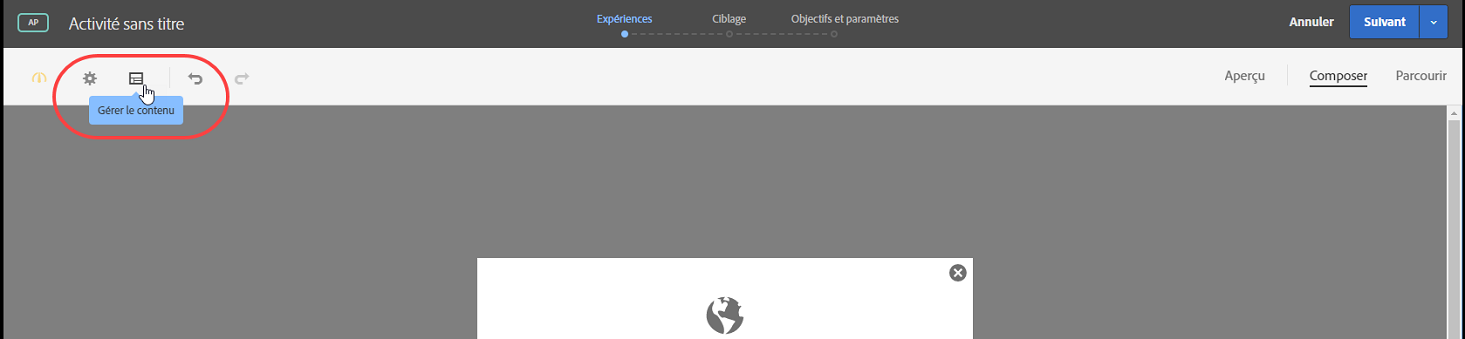 AP
Activité sans titre
Expériences
Ciblage
Objectifs et paramètres
Annuler
Suivant
Aperçu
Composer
Parcourir
Gérer le contenu